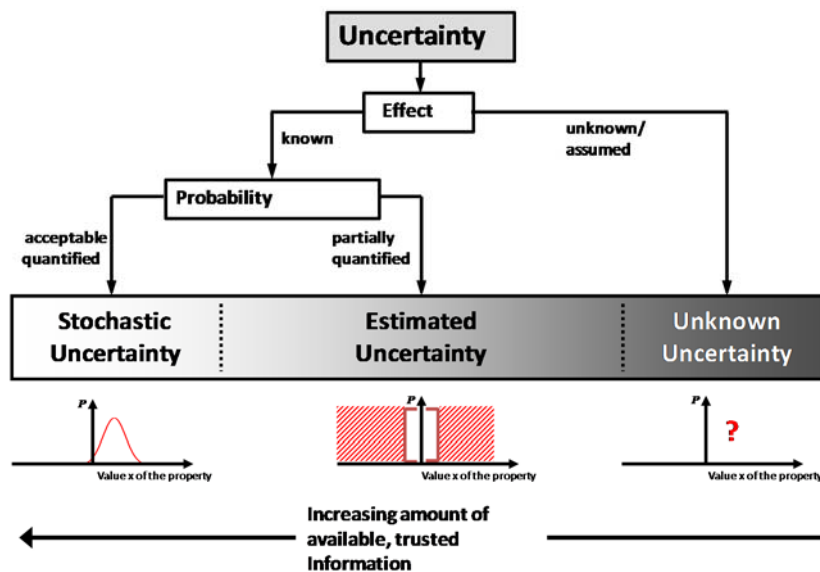 Uncertainty
Effect
known
unknown/
assumed
Probability
acceptable
quantified
partially
quantified
Stochastic
Uncertainty
Estimated
Uncertainty
Unknown
Uncertainty
P
Value x of the property
P
Value x of the property
P
?
Value x of the property
Increasing amount of
available, trusted
Information